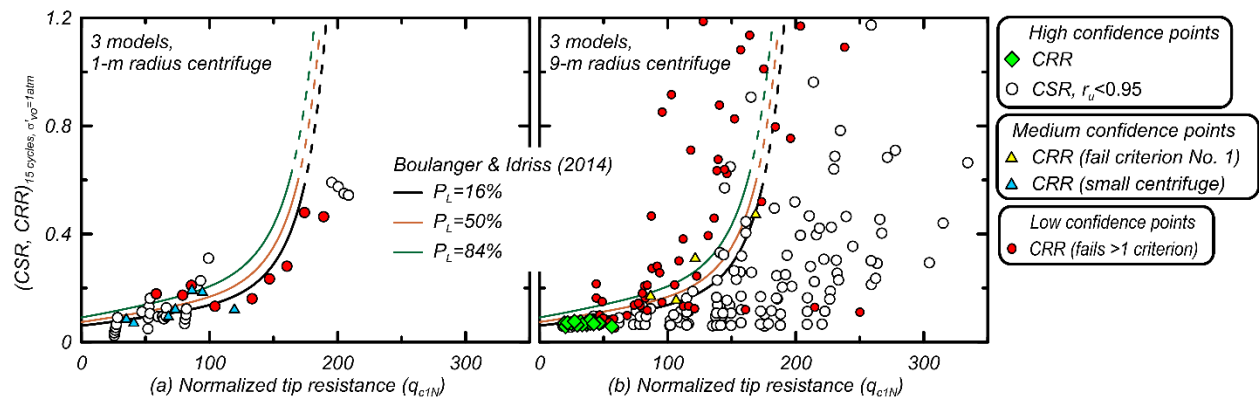 (CSR, CRR)15 cycles, σ'vo=1atm
1.2
0.8
0.4
0
3 models,
1-m radius centrifuge
3 models,
9-m radius centrifuge
Boulanger & Idriss (2014)
PL=16%
PL=50%
PL=84%
0 100 200 300
0 100 200 300
(a) Normalized tip resistance (qc1N)
(b) Normalized tip resistance (qc1N)
High confidence points
CRR
CSR, ru<0.95
Medium confidence points
CRR (fail criterion No. 1)
CRR (small centrifuge)
Low confidence points
CRR (fails >1 criterion)